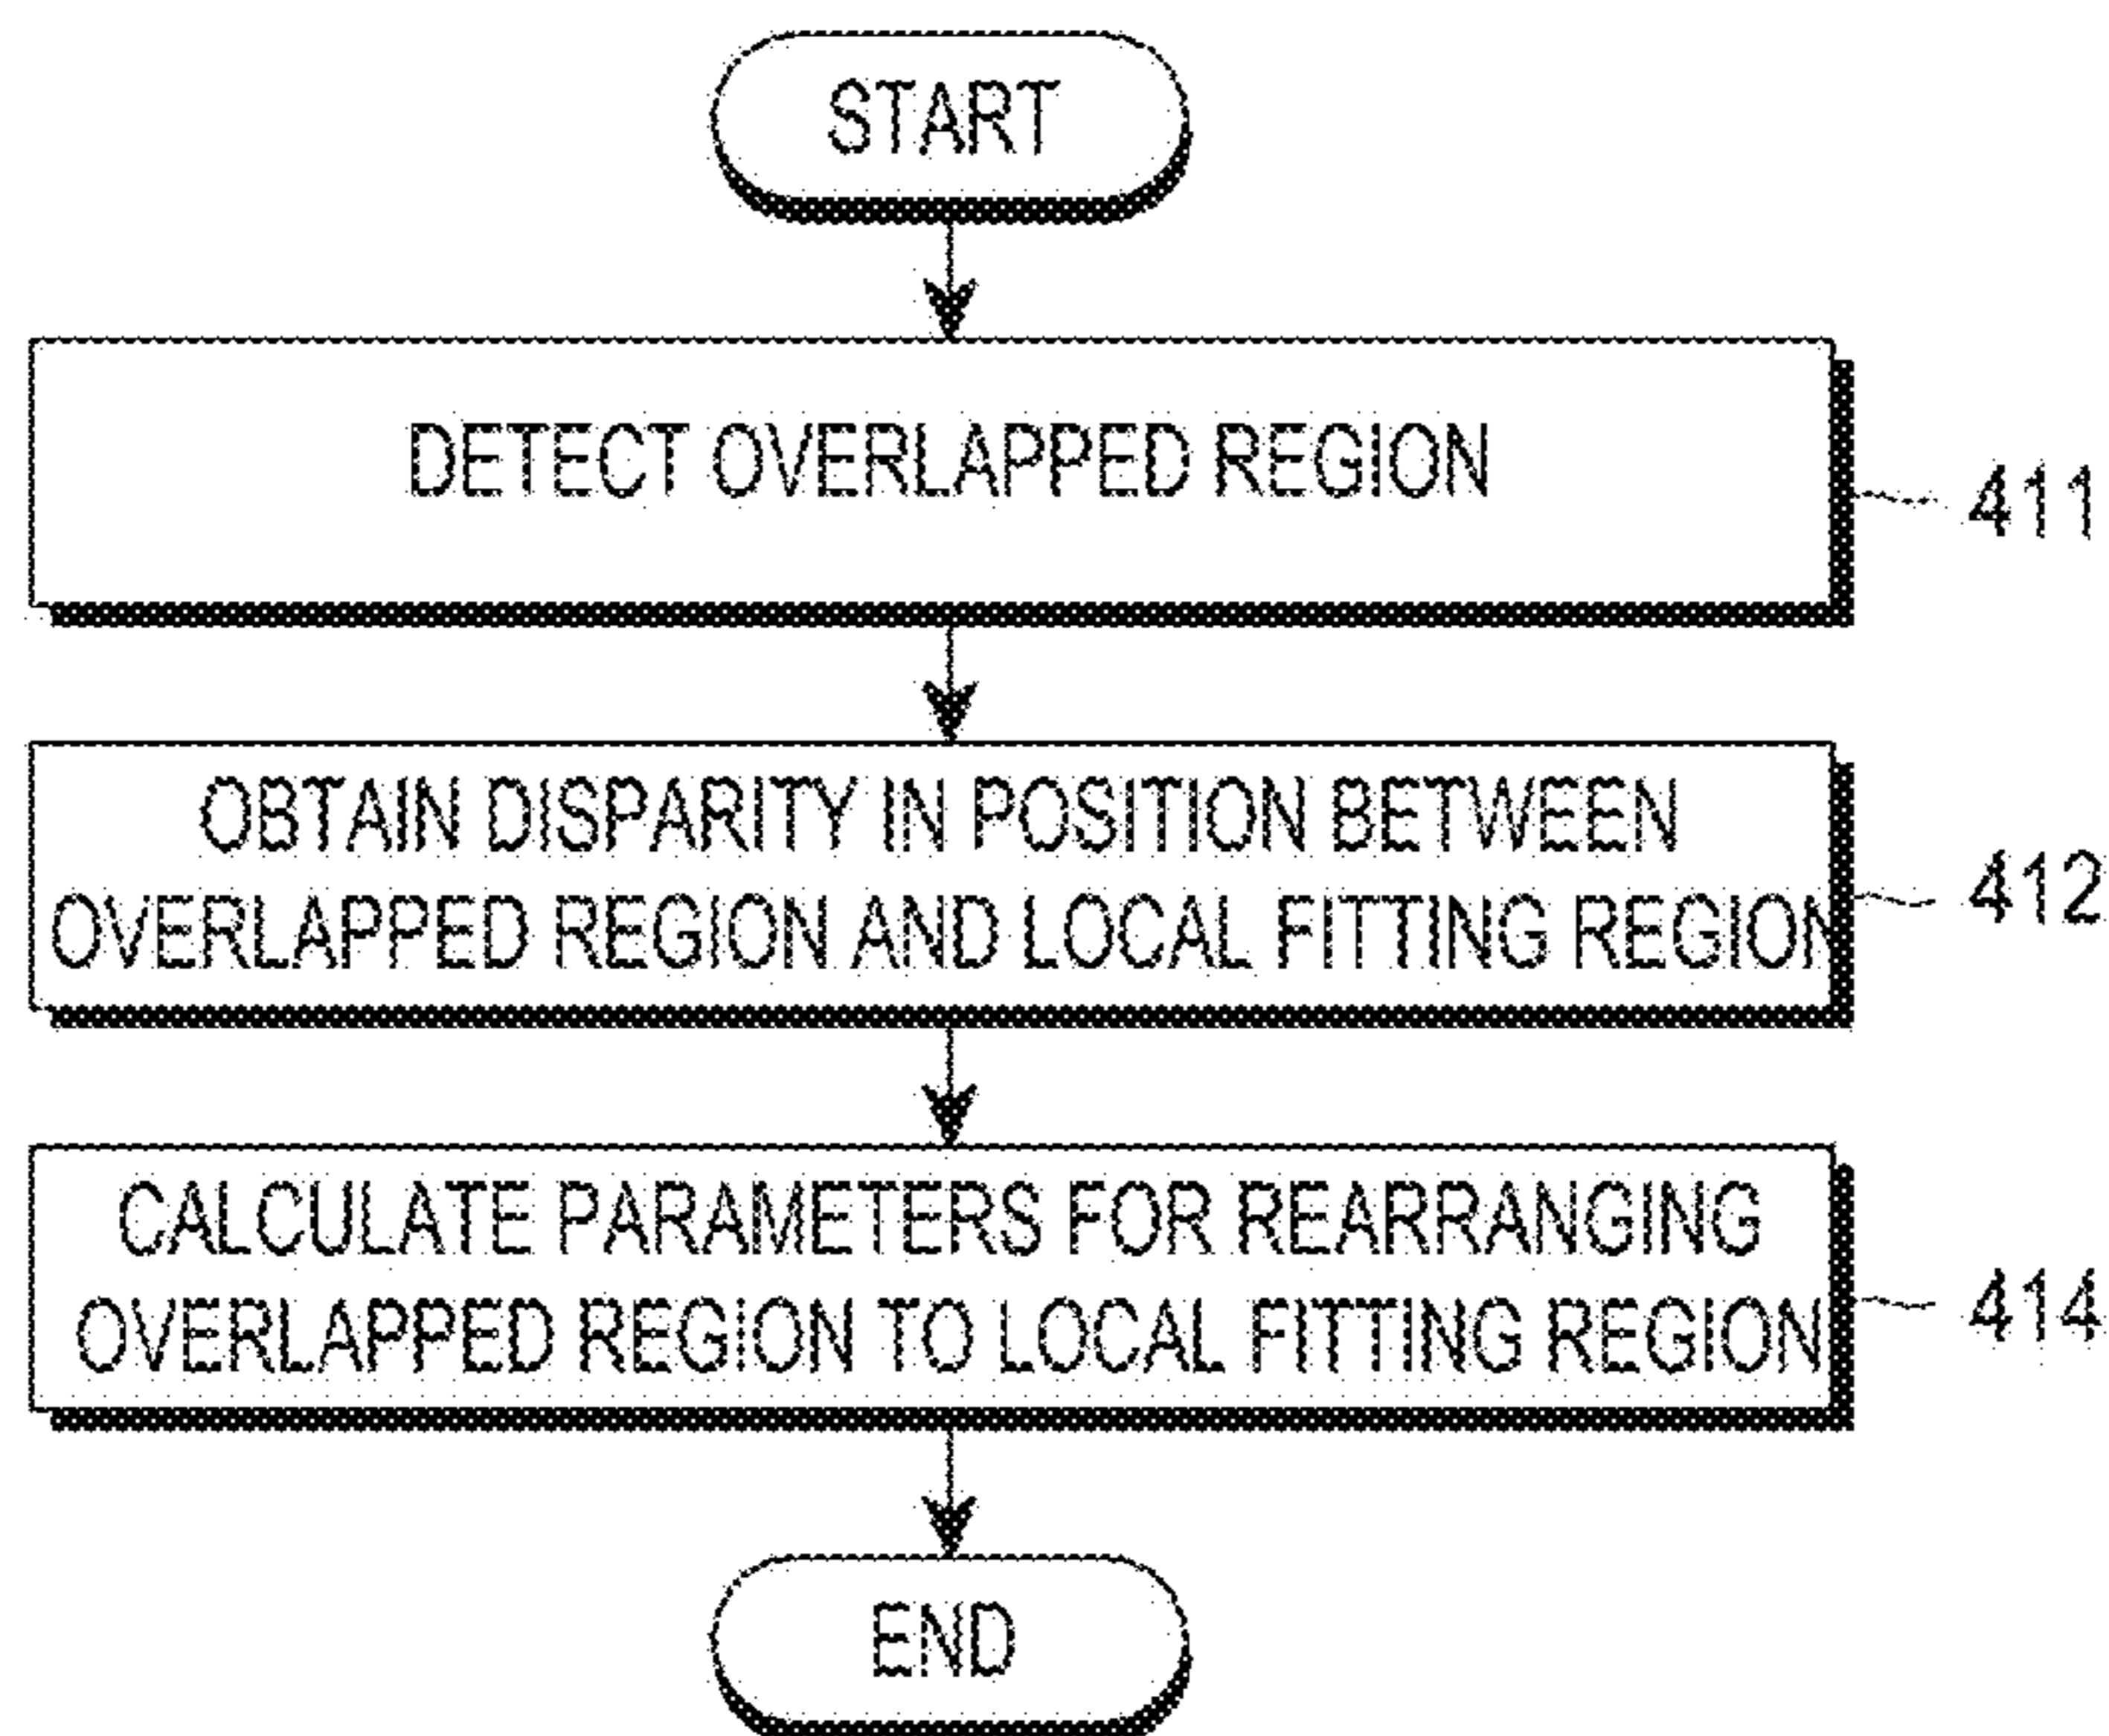 START
DETECT OVERLAPPED REGION
411
OBTAIN DISPARITY IN POSITION BETWEEN
OVERLAPPED REGION AND LOCAL FITTING REGION
412
CALCULATE PARAMETERS FOR REARRANGING
OVERLAPPED REGION TO LOCAL FITTING REGION
414
END